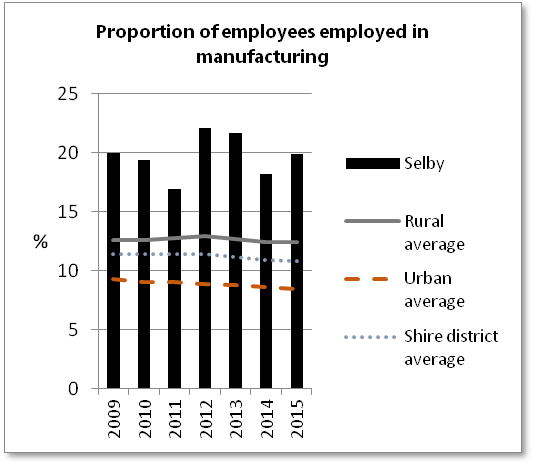 Proportion of employees employed in
manufacturing
25
20
15
10
5
0
%
2009
2010
2011
2012
2013
2014
2015
Selby
Rural
average
Urban
average
Shire district
average